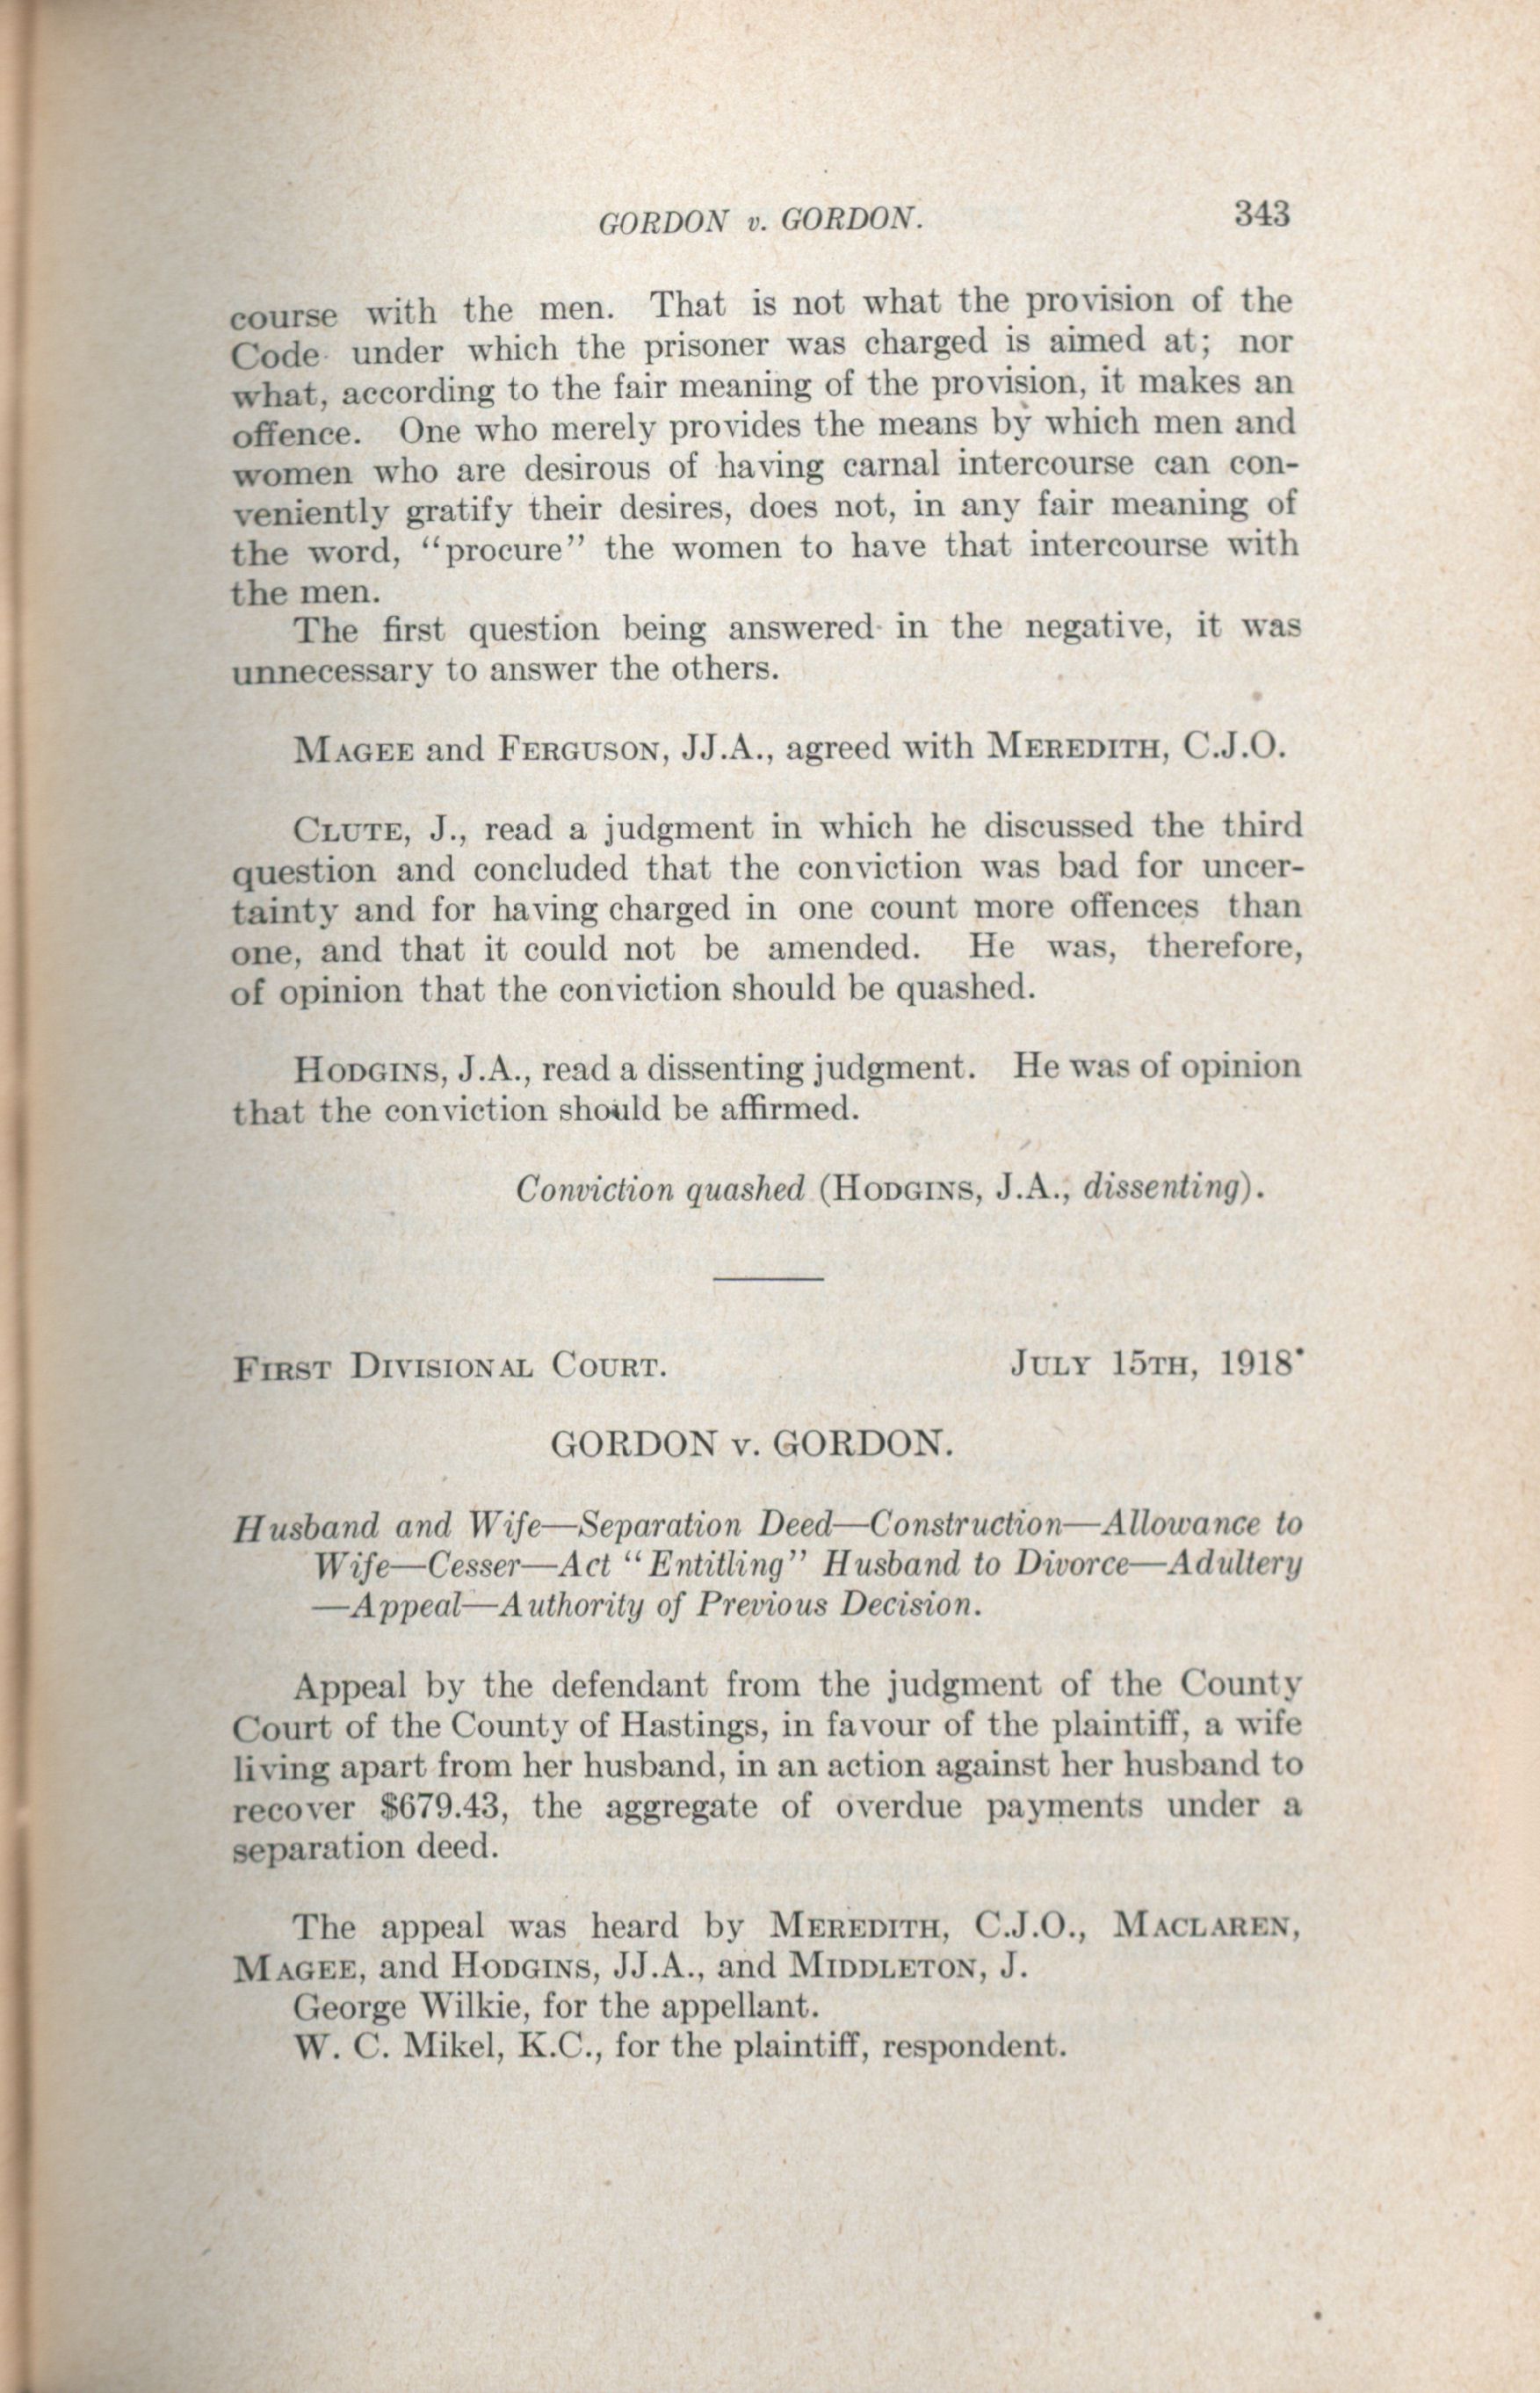 GORDON v. GORDON. 343
course with the men. That is not what the provision of the
Code under which the prisoner was charged is aimed at; nor
what, according to the fair meaning of the provision, it makes an
offence. One who merely provides the means by which men and
women who are desirous of having carnal intercourse can con-
veniently gratify their desires, does not, in any fair meaning of
the word, “procure” the women to have that intercourse with
the men.
The first question being answered in the negative, it was
unnecessary to answer the others.
MAGEE and FERGUSON, JJ.A., agreed with MEREDITH, C.J.O.
CLUTE, J., read a judgment in which he discussed the third
question and concluded that the conviction was bad for uncer-
tainty and for having charged in one count more offences than
one, and that it could not be amended. He was, therefore,
of opinion that the conviction should be quashed.
HODGINS, J.A., read a dissenting judgment. He was of opinion
that the conviction should be affirmed.
Conviction quashed (HODGINS, J.A., dissenting).
FIRST DIVISIONAL COURT. JULY 15TH, 1918.
GORDON v. GORDON.
Husband and Wife—Separation Deed—Construction—Allowance to
Wife—Cesser—Act “Entitling” Husband to Divorce—Adultery
—Appeal—Authority of Previous Decision.
Appeal by the defendant from the judgment of the County
Court of the County of Hastings, in favour of the plaintiff, a wife
living apart from her husband, in an action against her husband to
recover $679.43, the aggregate of overdue payments under a
separation deed.
The appeal was heard by MEREDITH, C.J.O., MACLAREN,
MAGEE, and HODGINS, JJ.A., and MIDDLETON, J.
George Wilkie, for the appellant.
W. C. Mikel, K.C., for the plaintiff, respondent.